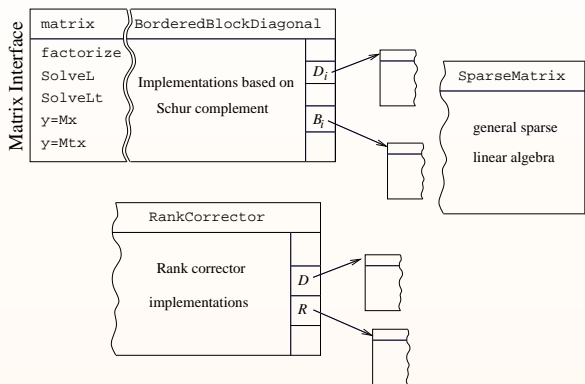 Matrix Interface
matrix
BorderedBlockDiagonal
factorize
SolveL
SolveLt
y=Mx
y=Mtx
Implementations based on
Schur complement
D_i
B_i
SparseMatrix
general sparse
linear algebra
RankCorrector
Rank corrector
implementations
D
R